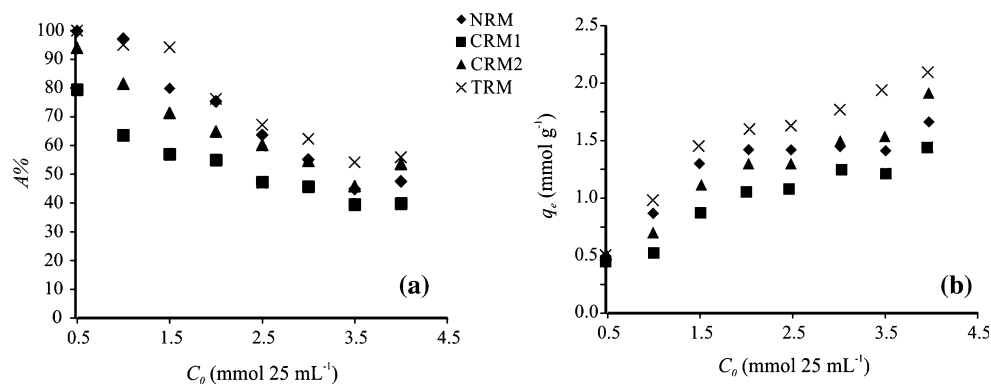 100
90
80
70
60
50
40
30
20
10
0
A%
0.5 1.5 2.5 3.5 4.5
C₀ (mmol 25 mL⁻¹)
(a)
NRM
CRM1
CRM2
TRM
2.5
2.0
1.5
1.0
0.5
0.0
qₑ (mmol g⁻¹)
0.5 1.5 2.5 3.5 4.5
C₀ (mmol 25 mL⁻¹)
(b)